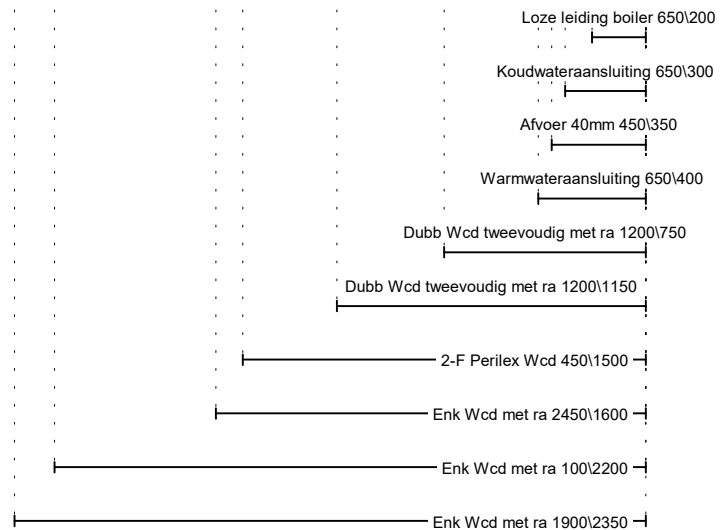 Loze leiding boiler 650\200
Koudwateraansluiting 650\300
Afvoer 40mm 450\350
Warmwateraansluiting 650\400
Dubb Wcd tweevoudig met ra 1200\750
Dubb Wcd tweevoudig met ra 1200\1150
2-F Perilex Wcd 450\1500
Enk Wcd met ra 2450\1600
Enk Wcd met ra 100\2200
Enk Wcd met ra 1900\2350